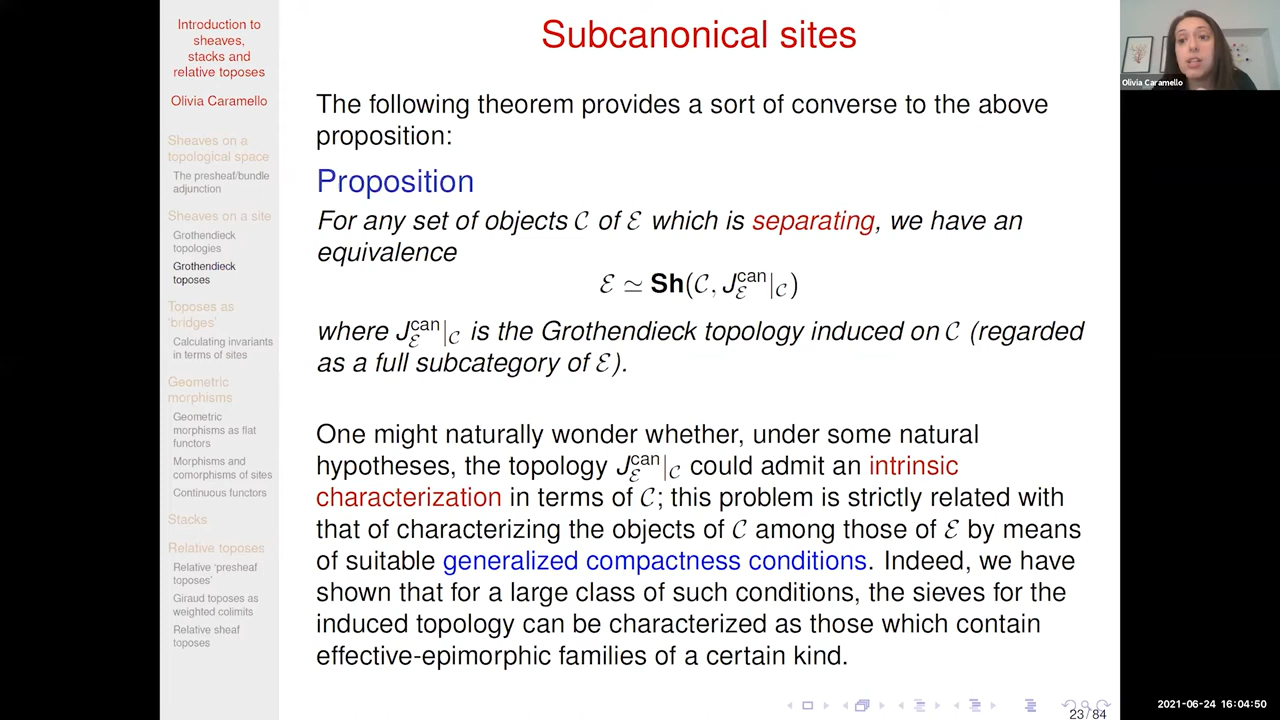 Introduction to
sheaves,
stacks and
relative toposes
Olivia Caramello
Sheaves on a
topological space
The presheaf/bundle
adjunction
Sheaves on a site
Grothendieck
topologies
Grothendieck
toposes
Toposes as
'bridges'
Calculating invariants
in terms of sites
Geometric
morphisms
Geometric
morphisms as flat
functors
Morphisms and
comorphisms of sites
Continuous functors
Stacks
Relative toposes
Relative 'presheaf
toposes'
Giraud toposes as
weighted colimits
Relative sheaf
toposes
Subcanonical sites
The following theorem provides a sort of converse to the above
proposition:
Proposition
For any set of objects C of E which is separating, we have an
equivalence
E ≃ Sh(C, J_E^can|_C)
where J_E^can|_C is the Grothendieck topology induced on C (regarded
as a full subcategory of E).
One might naturally wonder whether, under some natural
hypotheses, the topology J_E^can|_C could admit an intrinsic
characterization in terms of C; this problem is strictly related with
that of characterizing the objects of C among those of E by means
of suitable generalized compactness conditions. Indeed, we have
shown that for a large class of such conditions, the sieves for the
induced topology can be characterized as those which contain
effective-epimorphic families of a certain kind.
23 / 84
Olivia Caramello
2021-06-24 16:04:50